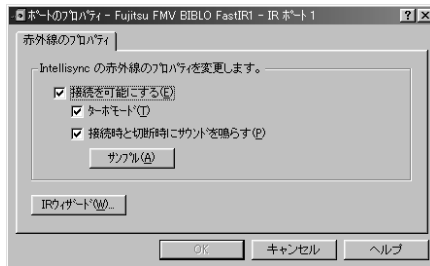 ポートのプロパティ - Fujitsu FMV BIBLO FastIR1 - IR ポート 1
赤外線のプロパティ
Intellisync の赤外線のプロパティを変更します。
接続を可能にする(E)
ターボモード(T)
接続時と切断時にサウンドを鳴らす(P)
サンプル(A)
IRウィザード(W)...
OK キャンセル ヘルプ